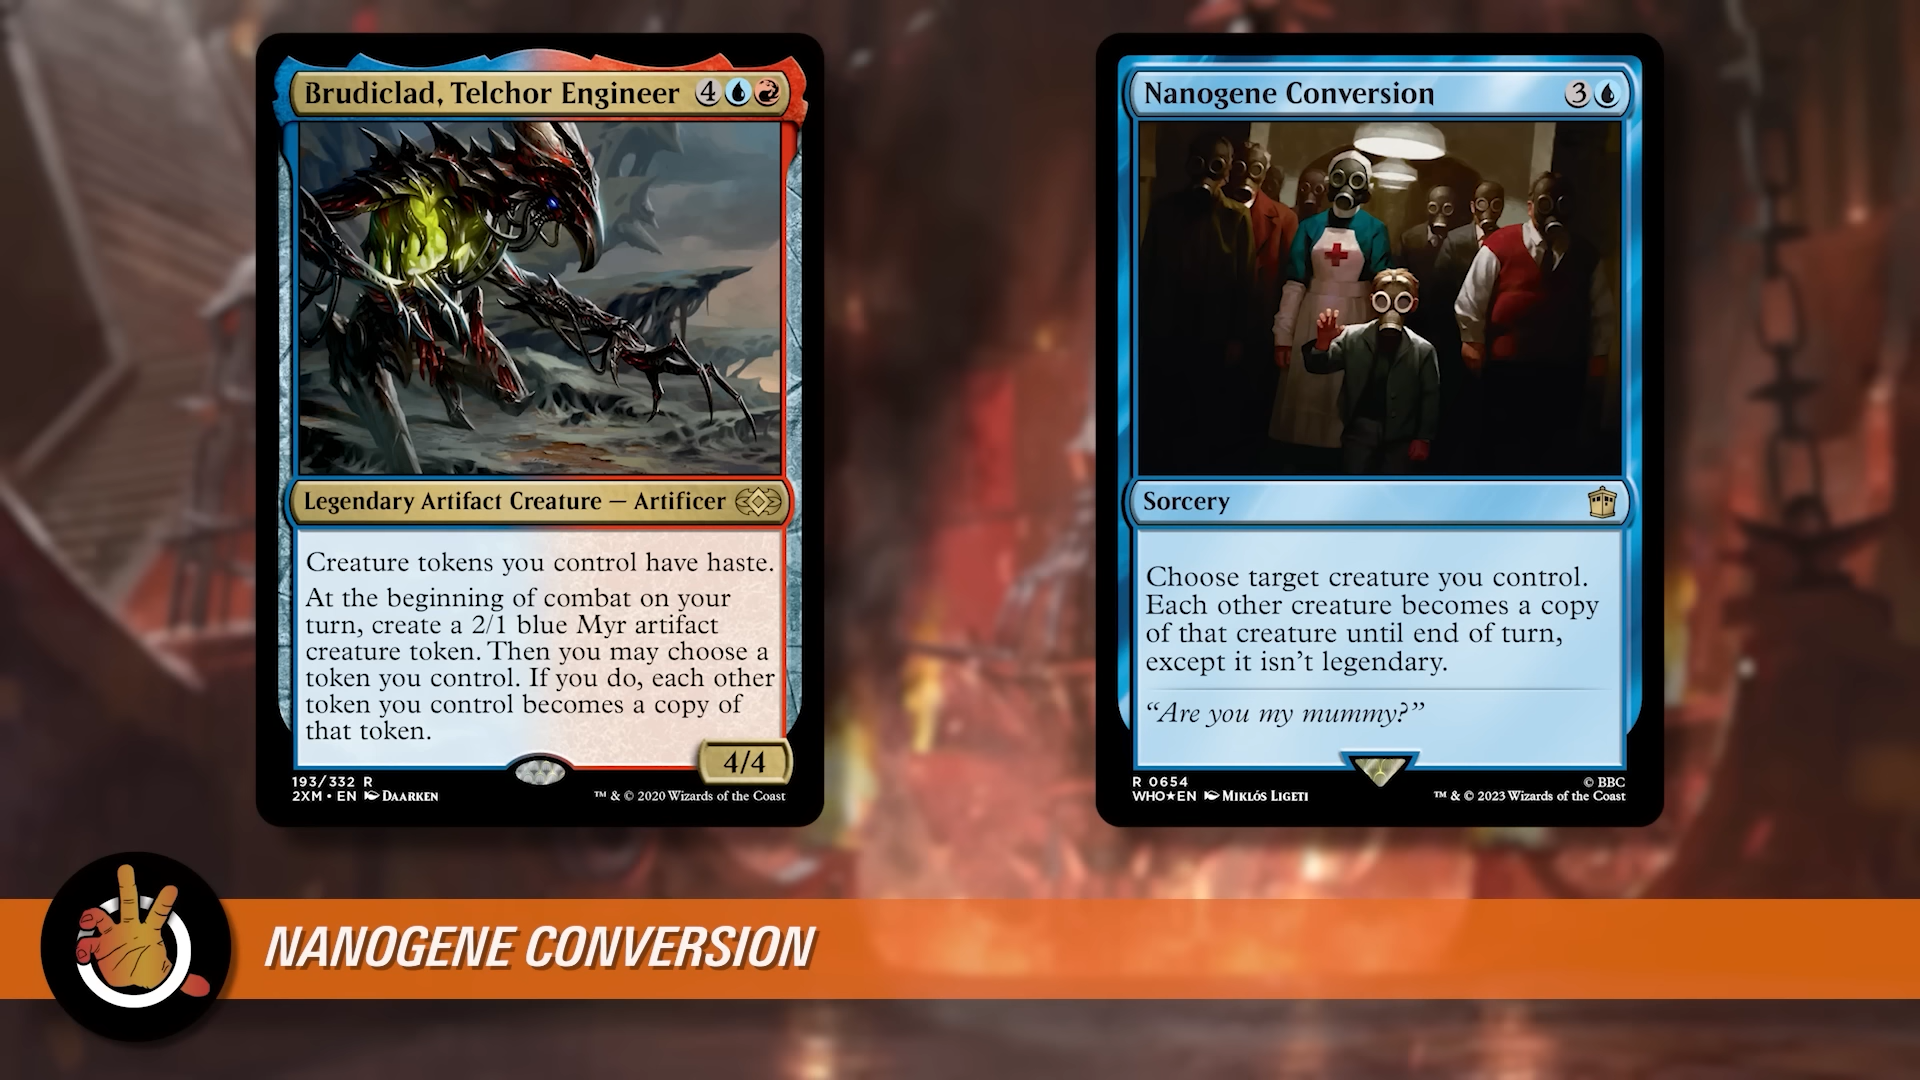 Brudiclad, Telchor Engineer 4
Legendary Artifact Creature — Artificer
Creature tokens you control have haste.
At the beginning of combat on your
turn, create a 2/1 blue Myr artifact
creature token. Then you may choose a
token you control. If you do, each other
token you control becomes a copy of
that token.
4/4
193/332 R
2XM • EN DAARKEN
™ & © 2020 Wizards of the Coast
Nanogene Conversion 3
Sorcery
Choose target creature you control.
Each other creature becomes a copy
of that creature until end of turn,
except it isn't legendary.
"Are you my mummy?"
R 0654
WHO★EN MIKLÓS LIGETI
© BBC
™ & © 2023 Wizards of the Coast
NANOGENE CONVERSION